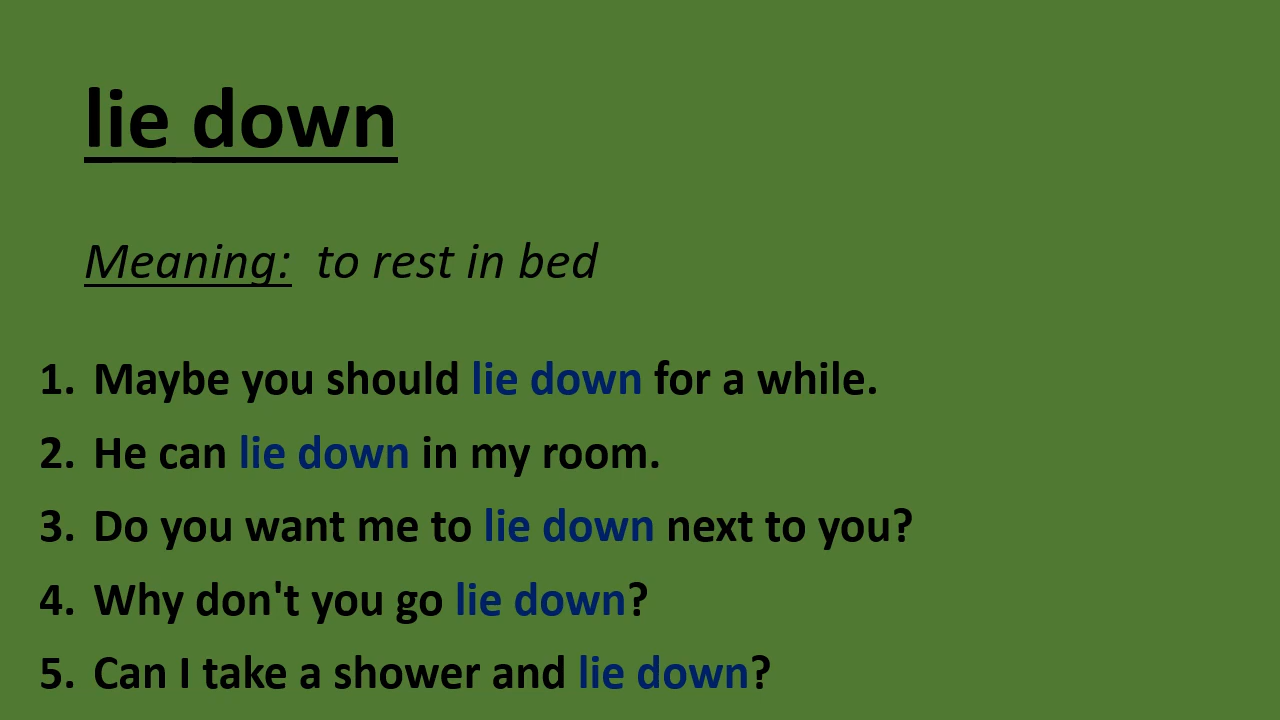 lie down
Meaning: to rest in bed
1. Maybe you should lie down for a while.
2. He can lie down in my room.
3. Do you want me to lie down next to you?
4. Why don't you go lie down?
5. Can I take a shower and lie down?